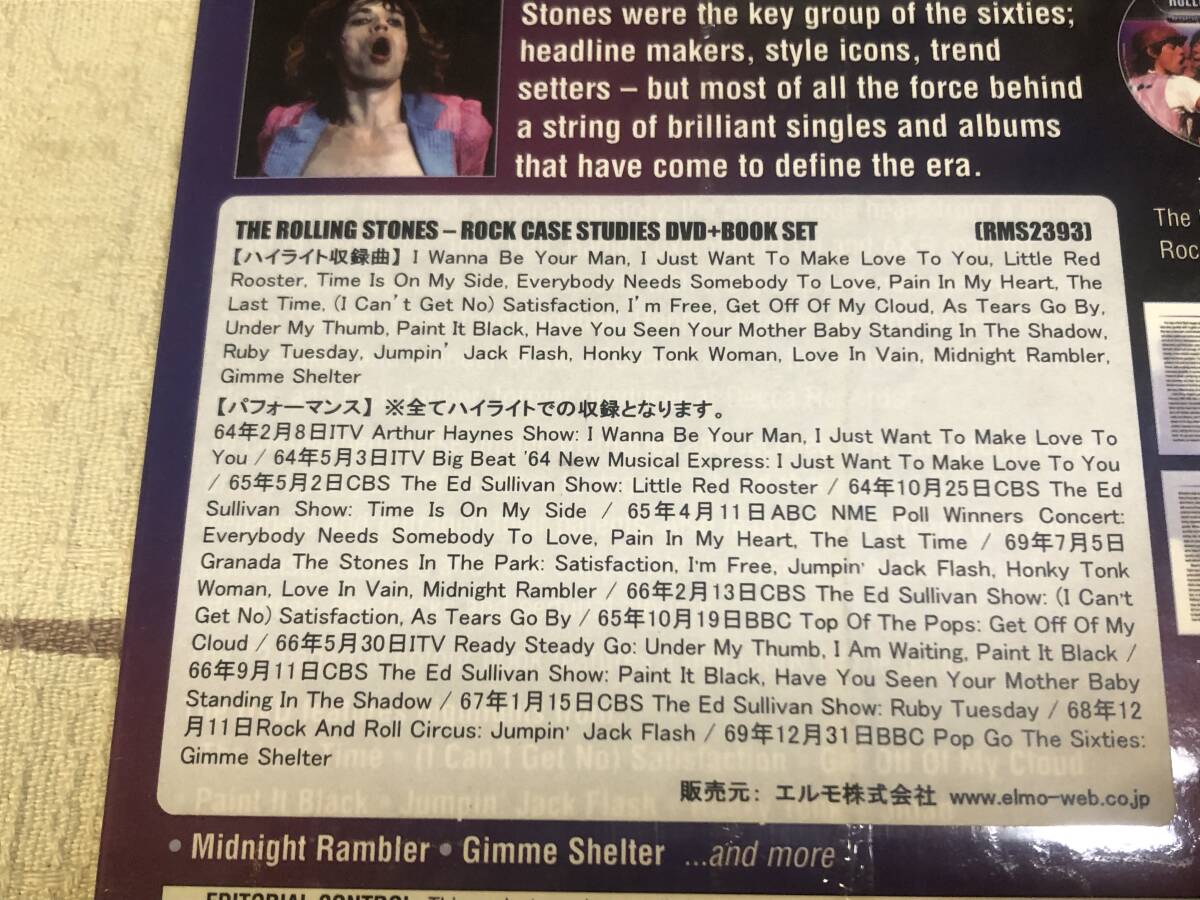 Stones were the key group of the sixties;
headline makers, style icons, trend
setters – but most of all the force behind
a string of brilliant singles and albums
that have come to define the era.
The
Roc
THE ROLLING STONES – ROCK CASE STUDIES DVD+BOOK SET (RMS2393)
【ハイライト収録曲】 I Wanna Be Your Man, I Just Want To Make Love To You, Little Red
Rooster, Time Is On My Side, Everybody Needs Somebody To Love, Pain In My Heart, The
Last Time, (I Can't Get No) Satisfaction, I'm Free, Get Off Of My Cloud, As Tears Go By,
Under My Thumb, Paint It Black, Have You Seen Your Mother Baby Standing In The Shadow,
Ruby Tuesday, Jumpin' Jack Flash, Honky Tonk Woman, Love In Vain, Midnight Rambler,
Gimme Shelter
【パフォーマンス】 ※全てハイライトでの収録となります。
64年2月8日ITV Arthur Haynes Show: I Wanna Be Your Man, I Just Want To Make Love To
You / 64年5月3日ITV Big Beat '64 New Musical Express: I Just Want To Make Love To You
/ 65年5月2日CBS The Ed Sullivan Show: Little Red Rooster / 64年10月25日CBS The Ed
Sullivan Show: Time Is On My Side / 65年4月11日ABC NME Poll Winners Concert:
Everybody Needs Somebody To Love, Pain In My Heart, The Last Time / 69年7月5日
Granada The Stones In The Park: Satisfaction, I'm Free, Jumpin' Jack Flash, Honky Tonk
Woman, Love In Vain, Midnight Rambler / 66年2月13日CBS The Ed Sullivan Show: (I Can't
Get No) Satisfaction, As Tears Go By / 65年10月19日BBC Top Of The Pops: Get Off Of My
Cloud / 66年5月30日ITV Ready Steady Go: Under My Thumb, I Am Waiting, Paint It Black /
66年9月11日CBS The Ed Sullivan Show: Paint It Black, Have You Seen Your Mother Baby
Standing In The Shadow / 67年1月15日CBS The Ed Sullivan Show: Ruby Tuesday / 68年12
月11日Rock And Roll Circus: Jumpin' Jack Flash / 69年12月31日BBC Pop Go The Sixties:
Gimme Shelter
販売元: エルモ株式会社 www.elmo-web.co.jp
• Midnight Rambler • Gimme Shelter ...and more
EDITORIAL CONTROL